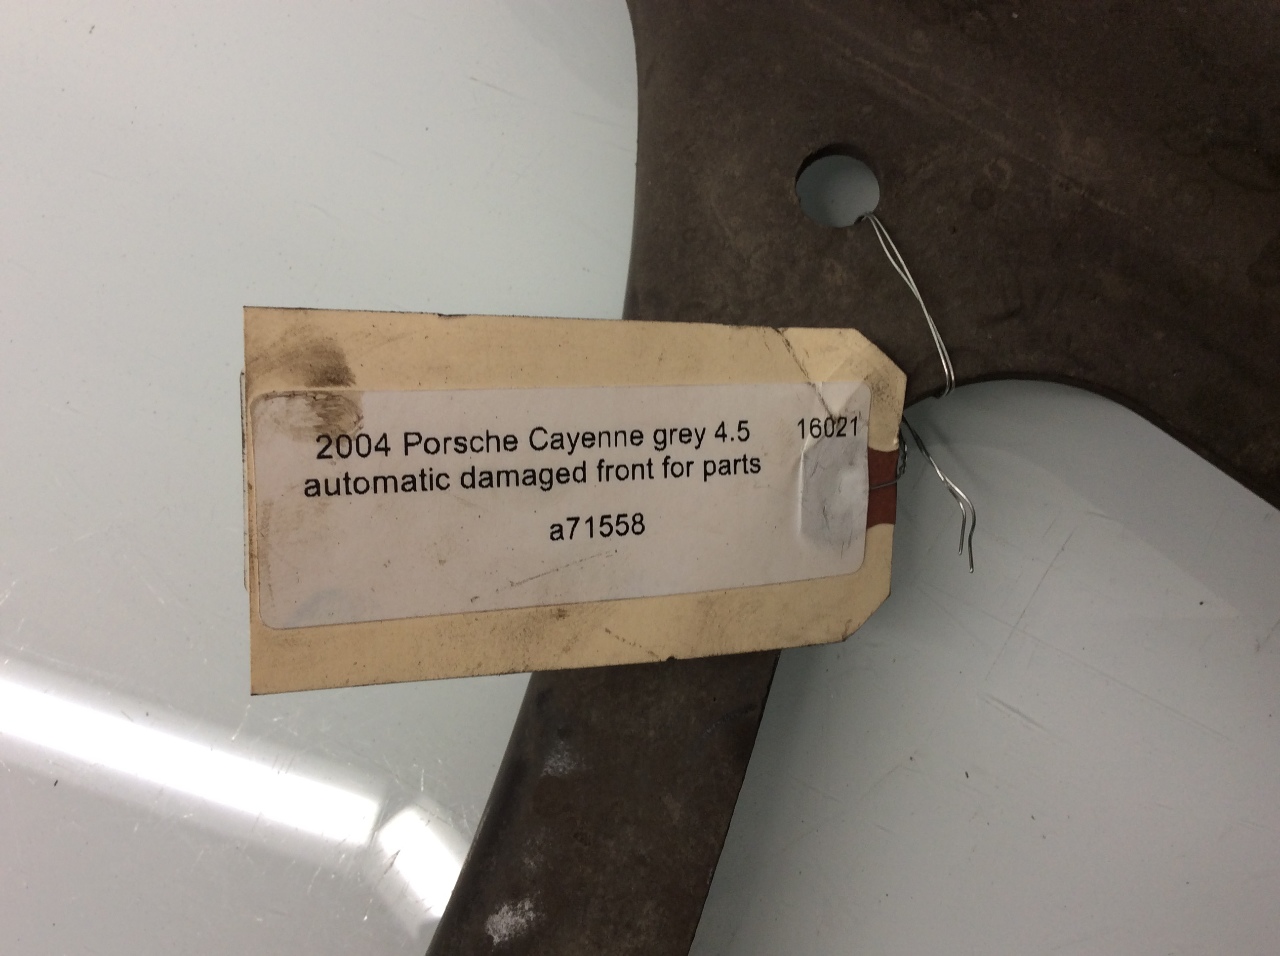 2004 Porsche Cayenne grey 4.5 16021
automatic damaged front for parts
a71558